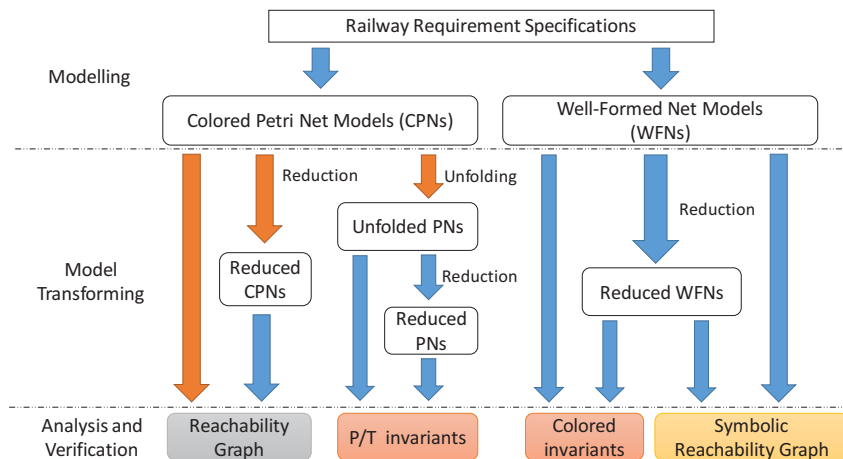 Railway Requirement Specifications
Modelling
Colored Petri Net Models (CPNs)
Well-Formed Net Models
(WFNs)
Reduction
Unfolding
Unfolded PNs
Reduction
Model
Transforming
Reduced
CPNs
Reduction
Reduced
PNs
Reduced WFNs
Analysis and
Verification
Reachability
Graph
P/T invariants
Colored
invariants
Symbolic
Reachability Graph